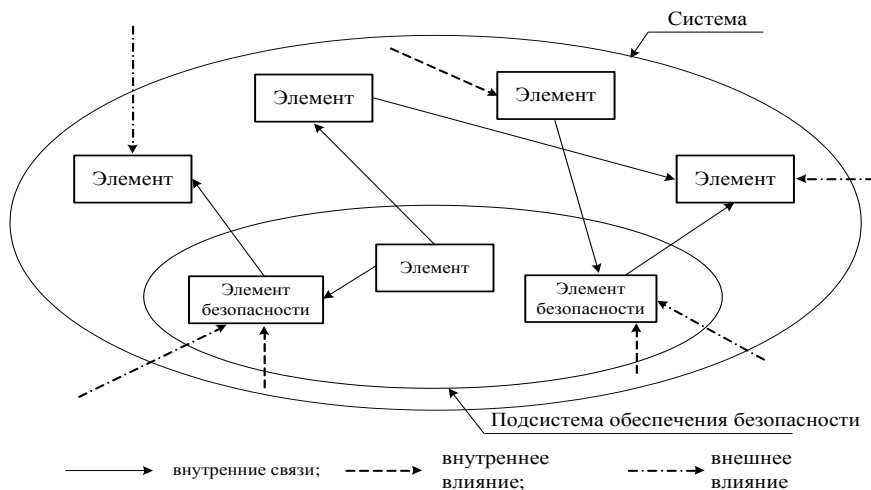 Система
Элемент
Элемент
Элемент
Элемент
Элемент
Элемент
безопасности
Элемент
безопасности
Подсистема обеспечения безопасности
внутренние связи;
внутреннее
влияние;
внешнее
влияние